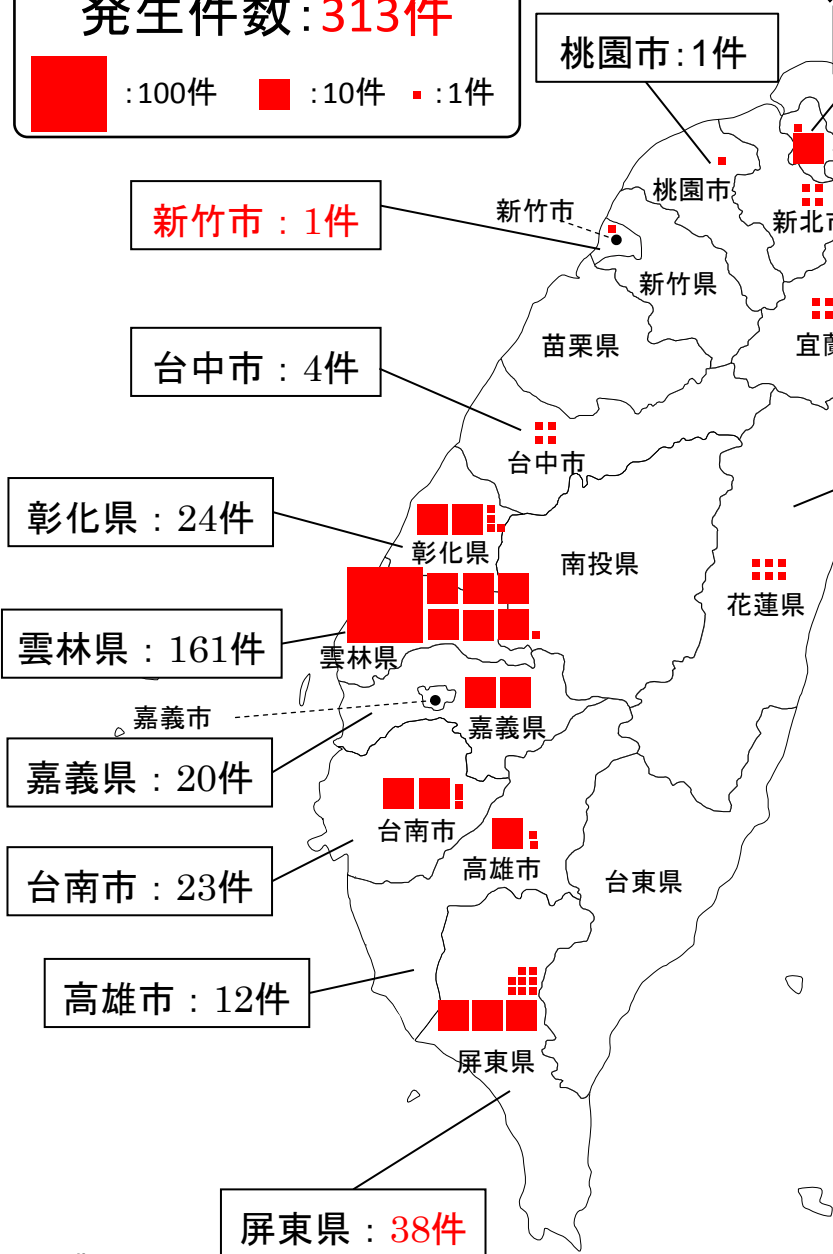 発生件数:313件
:100件 :10件 :1件
桃園市:1件
桃園市
新北市
新竹市：1件
新竹市
新竹県
苗栗県
台中市：4件
台中市
彰化県：24件
彰化県
南投県
花蓮県
雲林県：161件
雲林県
嘉義市
嘉義県
嘉義県：20件
台南市
台南市：23件
高雄市
台東県
高雄市：12件
屏東県
屏東県：38件